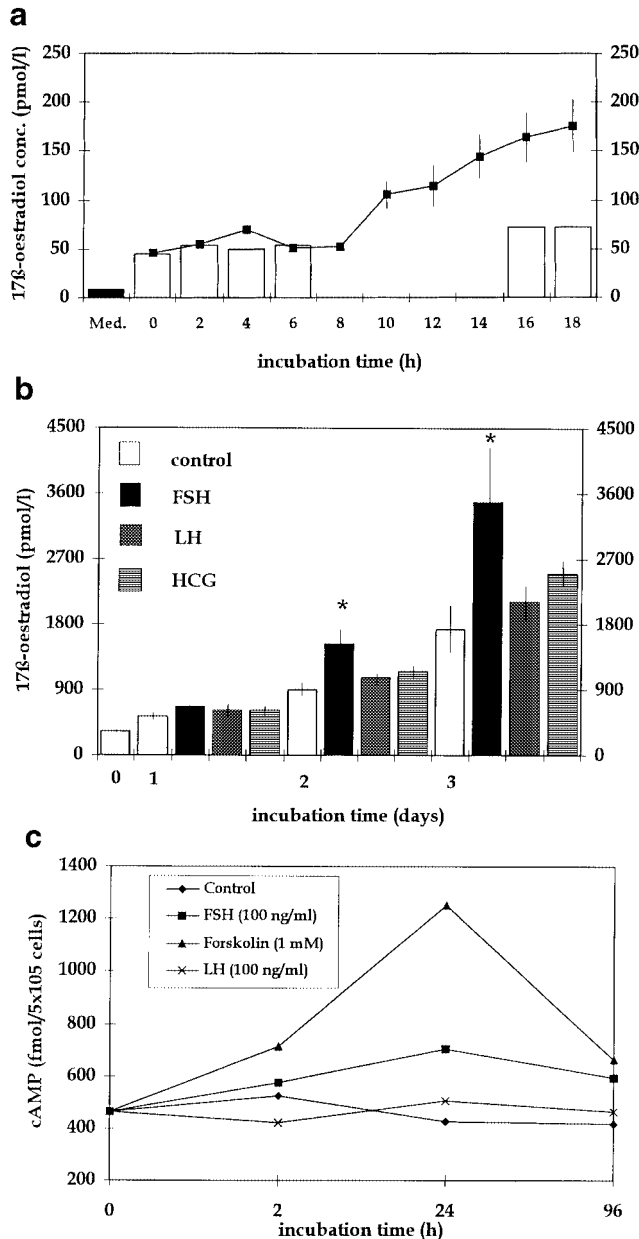 a
250 250
200 200
150 150
100 100
50 50
0 0
17ß-oestradiol conc. (pmol/l)
Med. 0 2 4 6 8 10 12 14 16 18
incubation time (h)
b
4500 4500
3600 3600
2700 2700
1800 1800
900 900
0 0
17ß-oestradiol (pmol/l)
control
FSH
LH
HCG
*
*
0 1 2 3
incubation time (days)
c
1400
1200
1000
800
600
400
200
cAMP (fmol/5x105 cells)
Control
FSH (100 ng/ml)
Forskolin (1 mM)
LH (100 ng/ml)
0 2 24 96
incubation time (h)